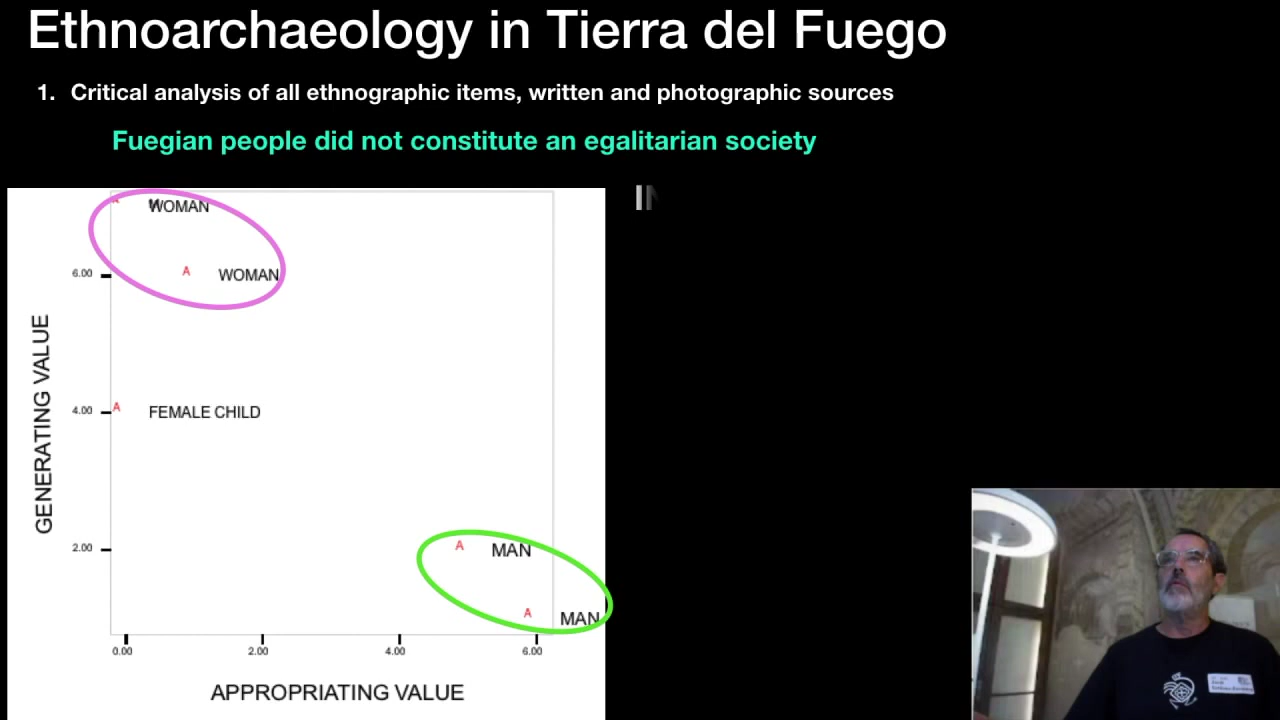 Ethnoarchaeology in Tierra del Fuego
1. Critical analysis of all ethnographic items, written and photographic sources
Fuegian people did not constitute an egalitarian society
A WOMAN
6.00 A WOMAN
GENERATING VALUE
4.00 A FEMALE CHILD
2.00 A MAN
A MAN
0.00 2.00 4.00 6.00
APPROPRIATING VALUE